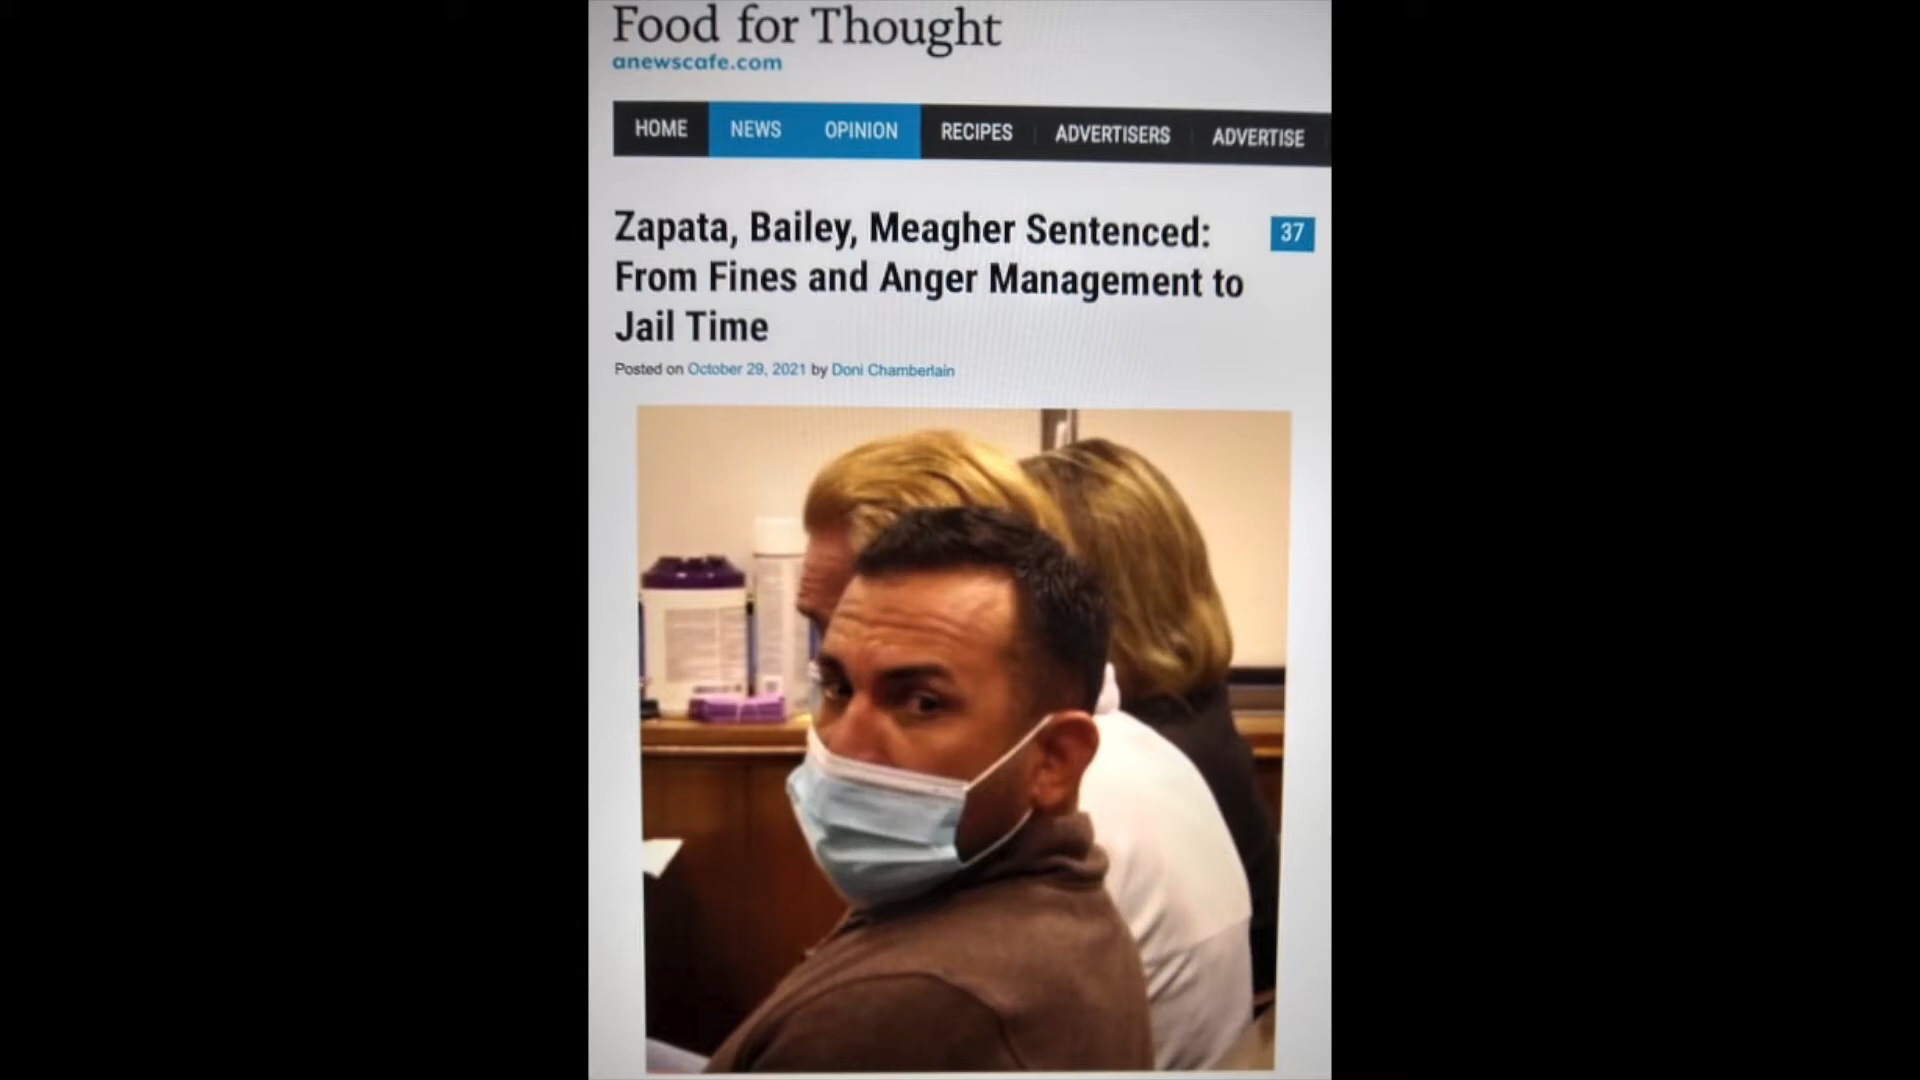 Food for Thought
anewscafe.com
HOME NEWS OPINION RECIPES ADVERTISERS ADVERTISE
Zapata, Bailey, Meagher Sentenced:
From Fines and Anger Management to
Jail Time
37
Posted on October 29, 2021 by Doni Chamberlain